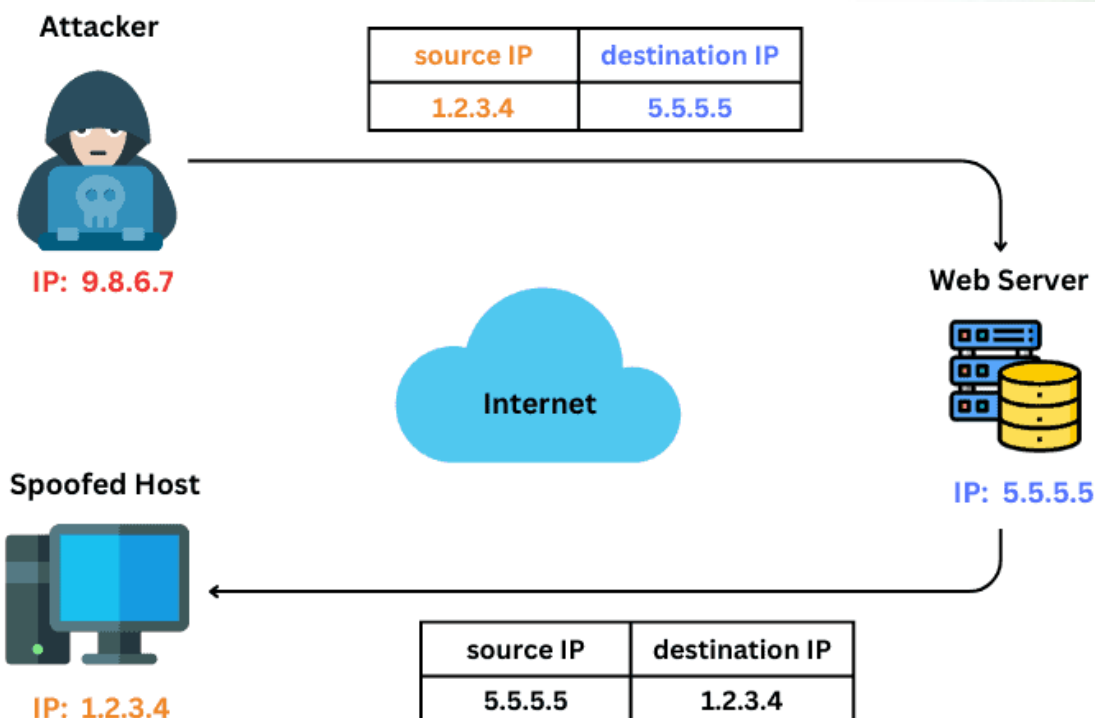 Attacker
source IP destination IP
1.2.3.4 5.5.5.5
IP: 9.8.6.7
Web Server
Internet
IP: 5.5.5.5
Spoofed Host
source IP destination IP
5.5.5.5 1.2.3.4
IP: 1.2.3.4